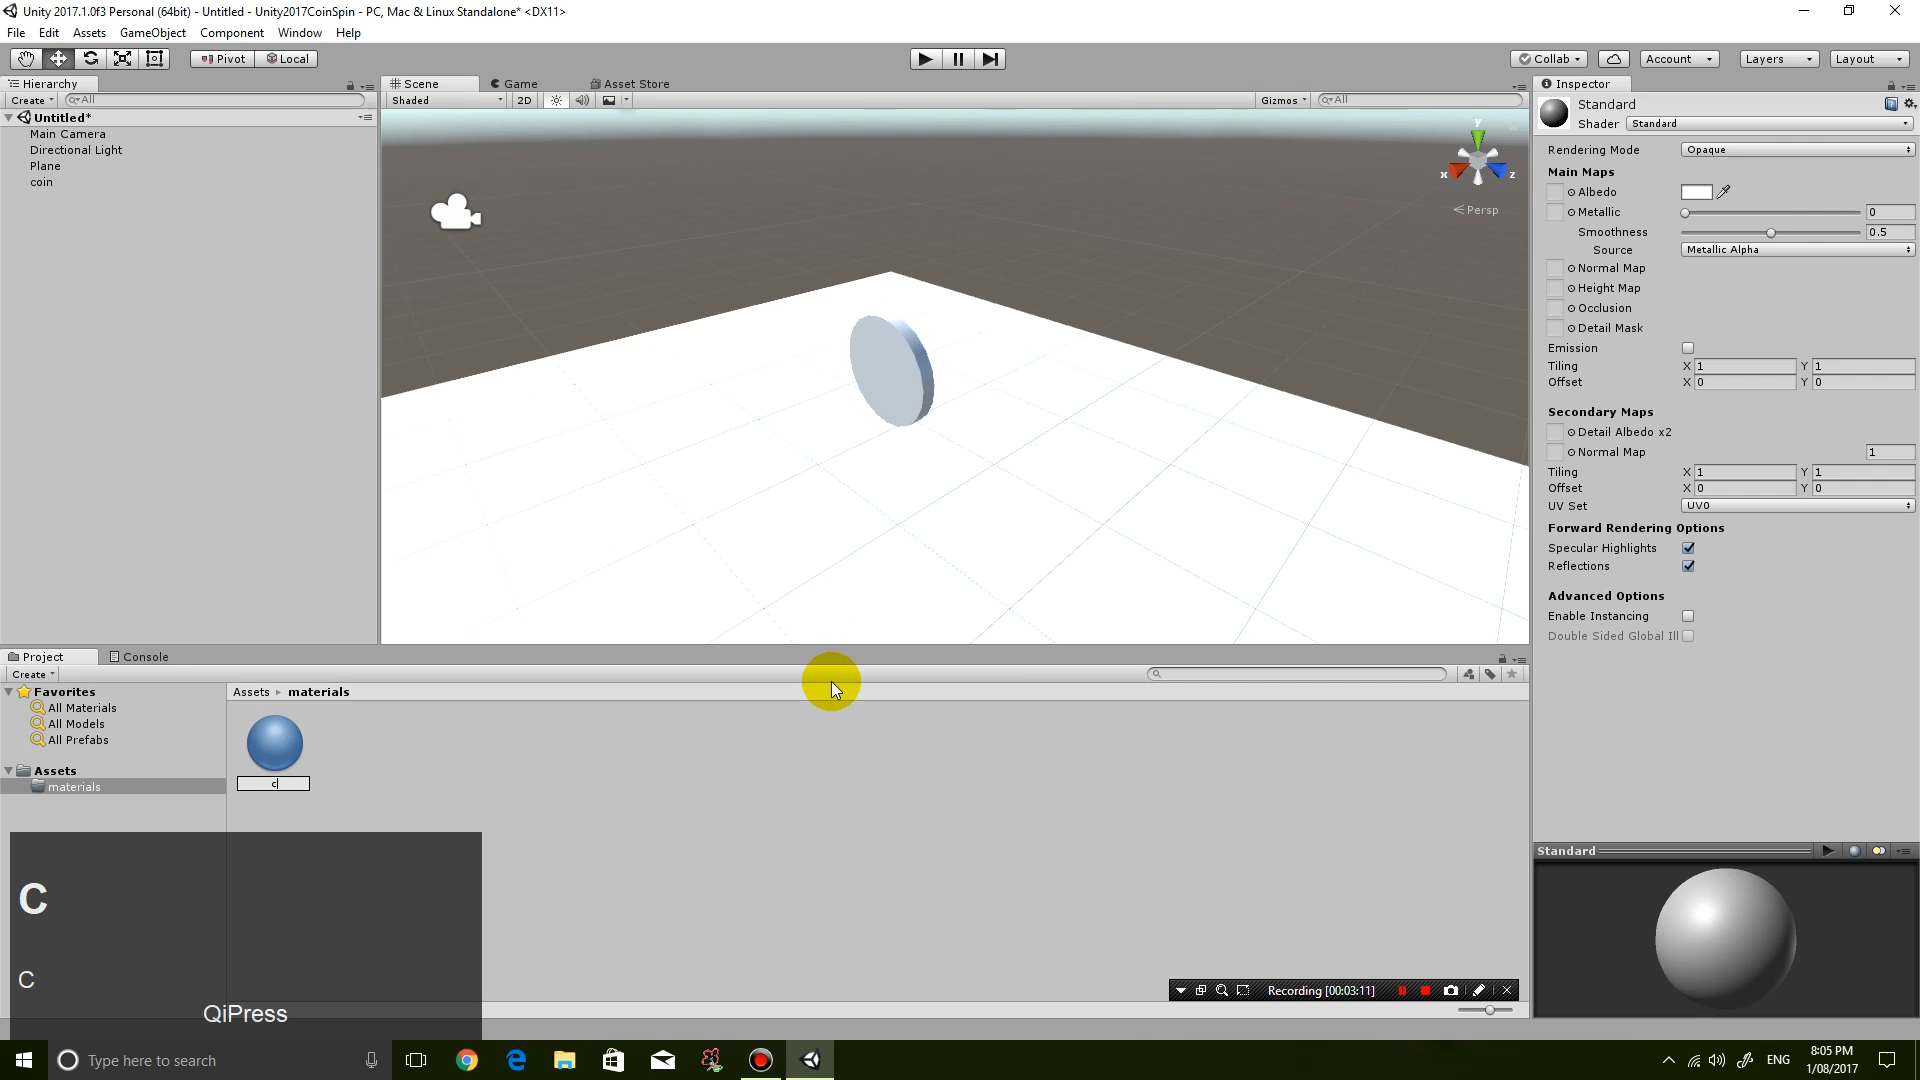 Unity 2017.1.0f3 Personal (64bit) - Untitled - Unity2017CoinSpin - PC, Mac & Linux Standalone* <DX11>
File Edit Assets GameObject Component Window Help
Pivot Local Collab Account Layers Layout
Hierarchy Scene Game Asset Store Inspector
Create All Shaded 2D Gizmos All
Untitled*
Main Camera
Directional Light
Plane
coin
y
x z
Persp
Standard
Shader Standard
Rendering Mode Opaque
Main Maps
Albedo
Metallic 0
Smoothness 0.5
Source Metallic Alpha
Normal Map
Height Map
Occlusion
Detail Mask
Emission
Tiling X 1 Y 1
Offset X 0 Y 0
Secondary Maps
Detail Albedo x2
Normal Map 1
Tiling X 1 Y 1
Offset X 0 Y 0
UV Set UV0
Forward Rendering Options
Specular Highlights
Reflections
Advanced Options
Enable Instancing
Double Sided Global Ill
Project Console
Create
Favorites
All Materials
All Models
All Prefabs
Assets
materials
Assets materials
c
Standard
C
C
QiPress
Recording [00:03:11]
Type here to search
ENG
8:05 PM
1/08/2017